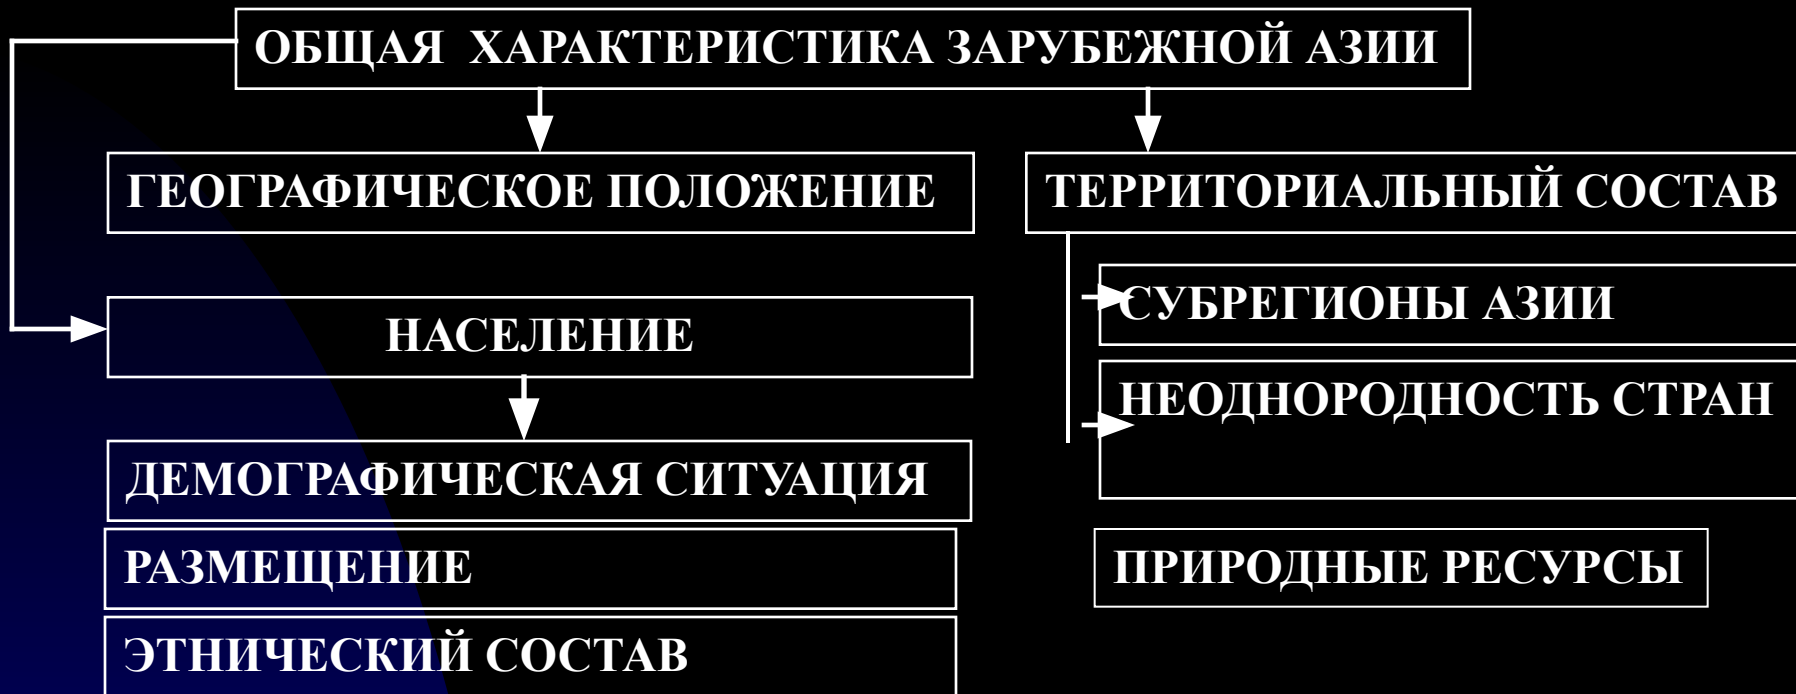 ОБЩАЯ ХАРАКТЕРИСТИКА ЗАРУБЕЖНОЙ АЗИИ
ГЕОГРАФИЧЕСКОЕ ПОЛОЖЕНИЕ
ТЕРРИТОРИАЛЬНЫЙ СОСТАВ
СУБРЕГИОНЫ АЗИИ
НАСЕЛЕНИЕ
НЕОДНОРОДНОСТЬ СТРАН
ДЕМОГРАФИЧЕСКАЯ СИТУАЦИЯ
РАЗМЕЩЕНИЕ
ПРИРОДНЫЕ РЕСУРСЫ
ЭТНИЧЕСКИЙ СОСТАВ